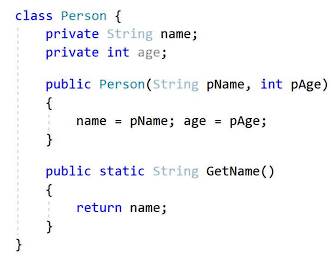 class Person {
private String name;
private int age;
public Person(String pName, int pAge)
{
name = pName; age = pAge;
}
public static String GetName()
{
return name;
}
}